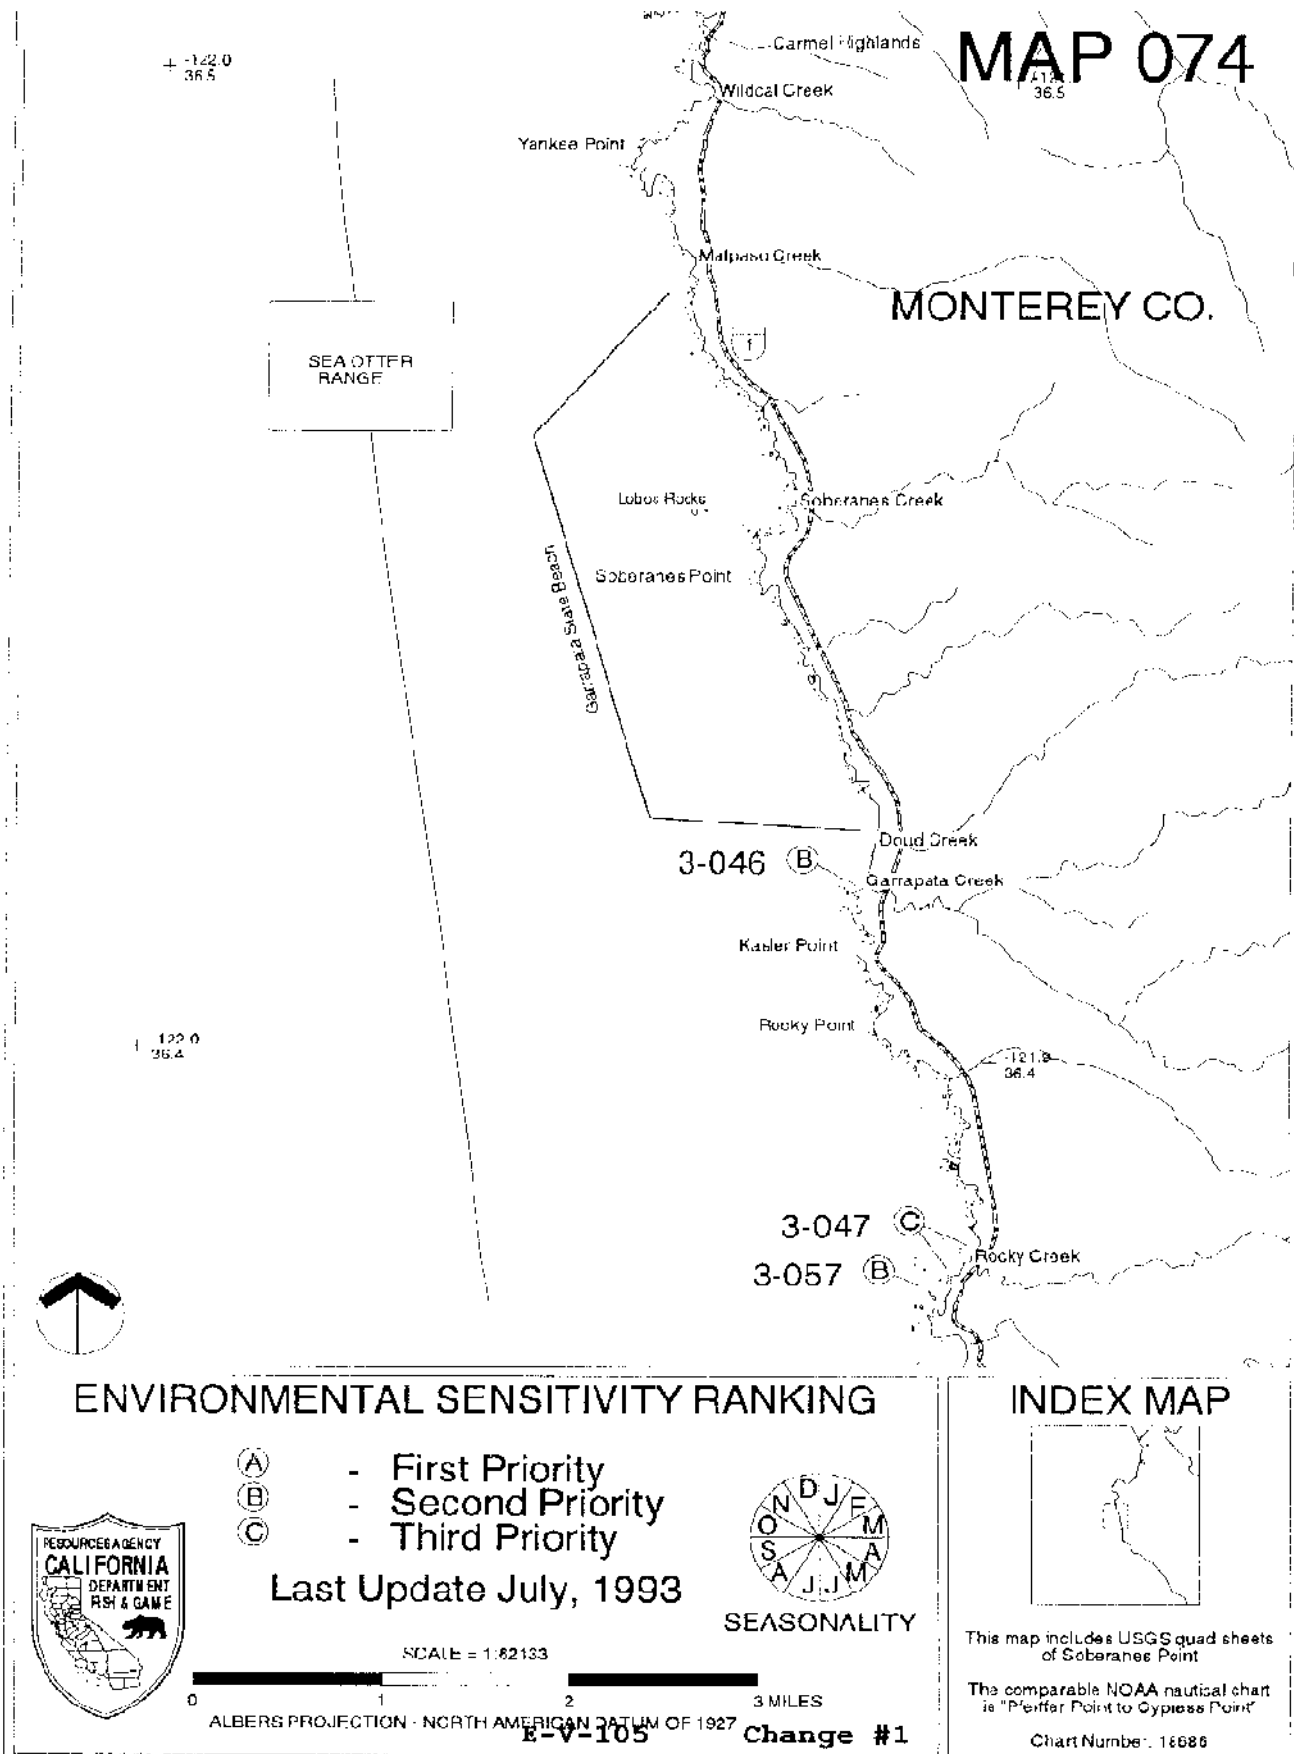 MAP 074
Carmel Highlands
-122.0
36.5
36.5
Wildcat Creek
Yankee Point
Malpaso Creek
MONTEREY CO.
1
SEA OTTER
RANGE
Lobos Rocks
Soberanes Creek
Soberanes Point
Garrapata State Beach
Doud Creek
3-046 B
Garrapata Creek
Kasler Point
Rocky Point
122.0
36.4
-121.9
36.4
3-047 C
Rocky Creek
3-057 B
ENVIRONMENTAL SENSITIVITY RANKING
A - First Priority
B - Second Priority
C - Third Priority
Last Update July, 1993
RESOURCES AGENCY
CALIFORNIA
DEPARTMENT
FISH & GAME
D J F M A M J J A S O N
SEASONALITY
SCALE = 1:62133
0 1 2 3 MILES
ALBERS PROJECTION - NORTH AMERICAN DATUM OF 1927
E-V-105 Change #1
INDEX MAP
This map includes USGS quad sheets
of Soberanes Point
The comparable NOAA nautical chart
is "Pfeiffer Point to Cypress Point"
Chart Number: 18686